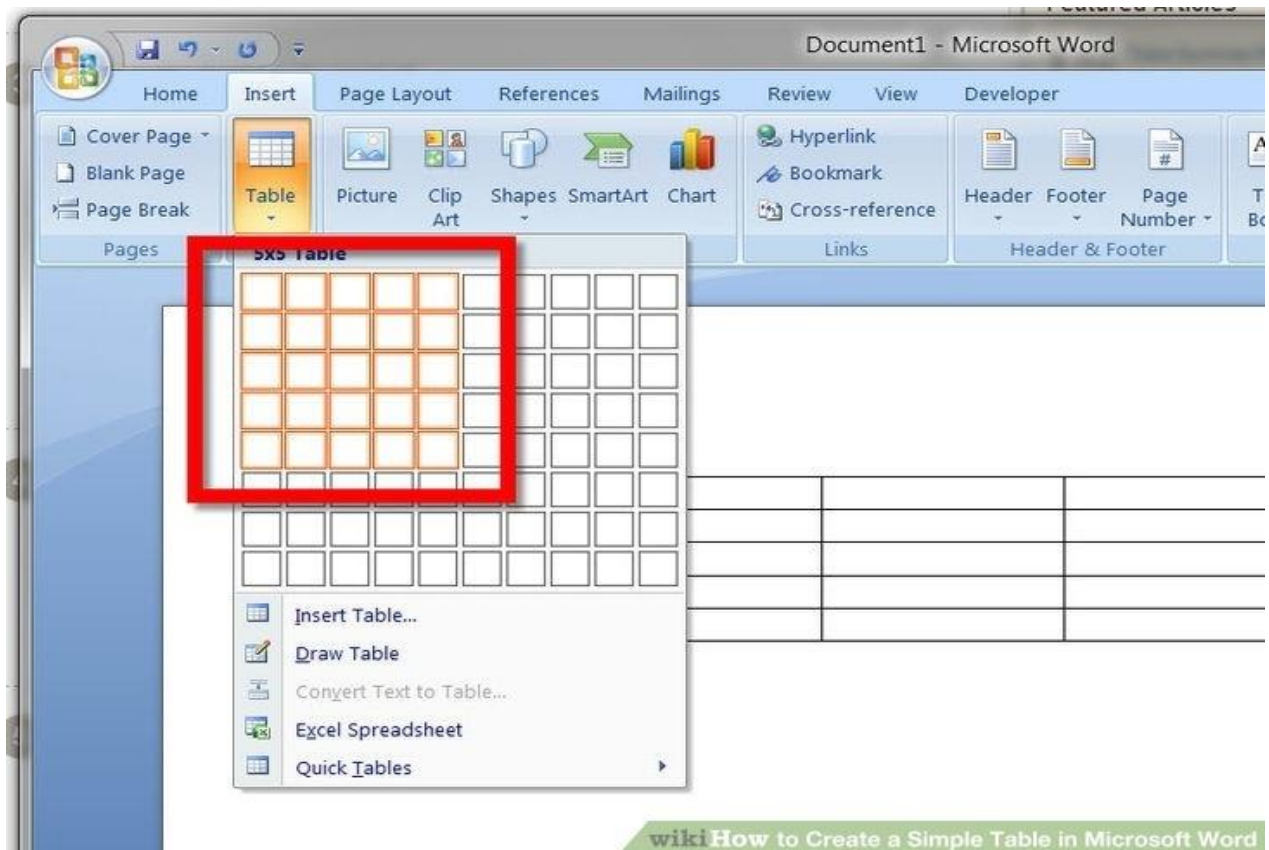 Featured Articles
Document1 - Microsoft Word
Home Insert Page Layout References Mailings Review View Developer
Cover Page
Blank Page
Page Break
Pages
Table
Picture
Clip
Art
Shapes
SmartArt
Chart
Hyperlink
Bookmark
Cross-reference
Links
Header
Footer
Page
Number
Header & Footer
5x5 Table
Insert Table...
Draw Table
Convert Text to Table...
Excel Spreadsheet
Quick Tables
wikiHow to Create a Simple Table in Microsoft Word